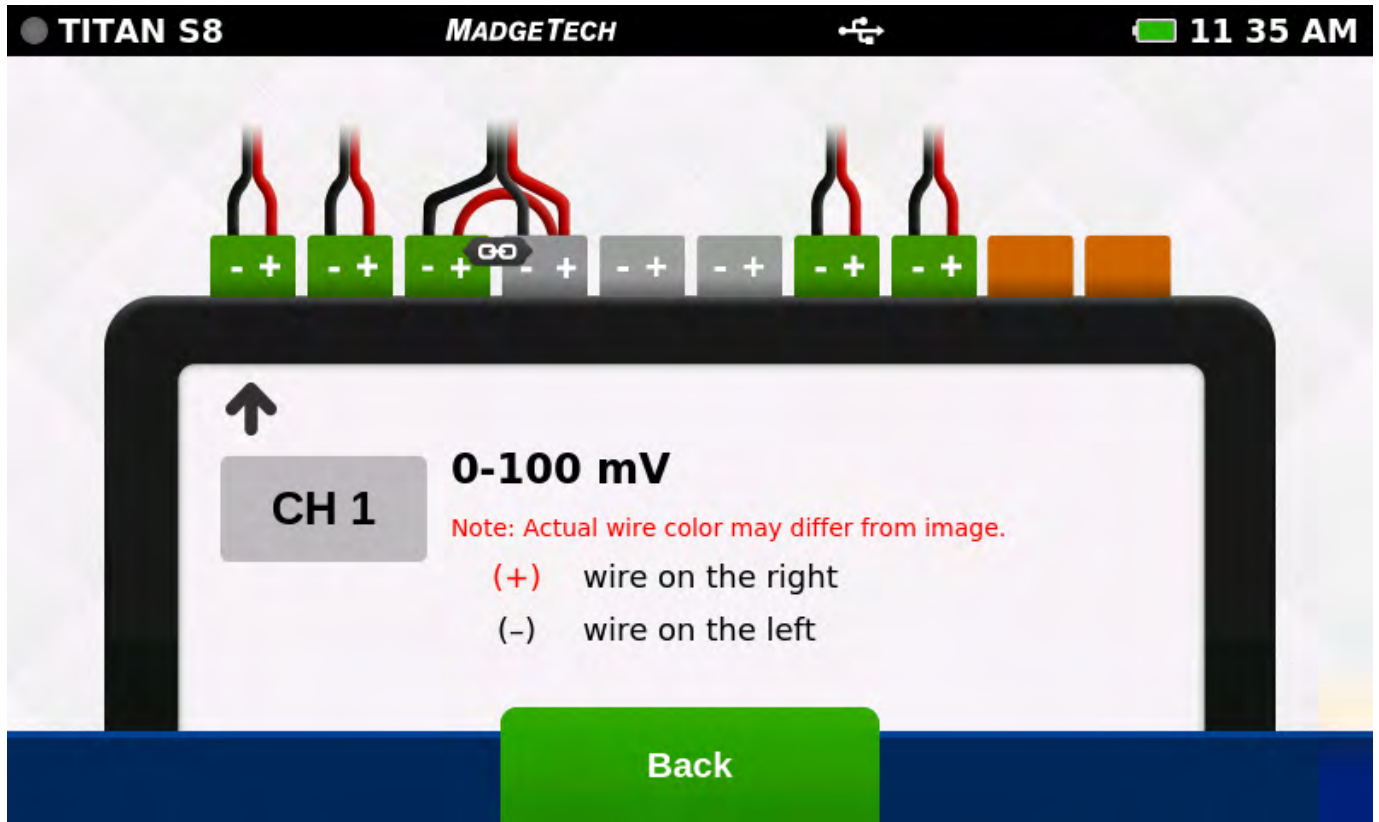 TITAN S8 MADGETECH 11 35 AM
- + - + - + - + - + - + - + - +
CH 1
0-100 mV
Note: Actual wire color may differ from image.
(+) wire on the right
(–) wire on the left
Back